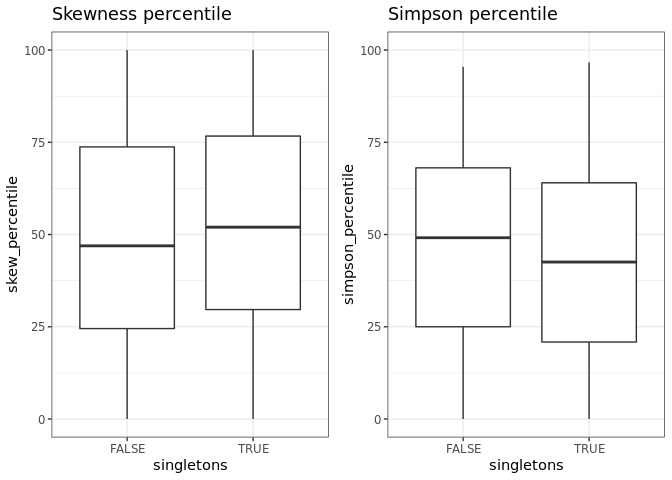 Skewness percentile
skew_percentile
100
75
50
25
0
FALSE TRUE
singletons
Simpson percentile
simpson_percentile
100
75
50
25
0
FALSE TRUE
singletons